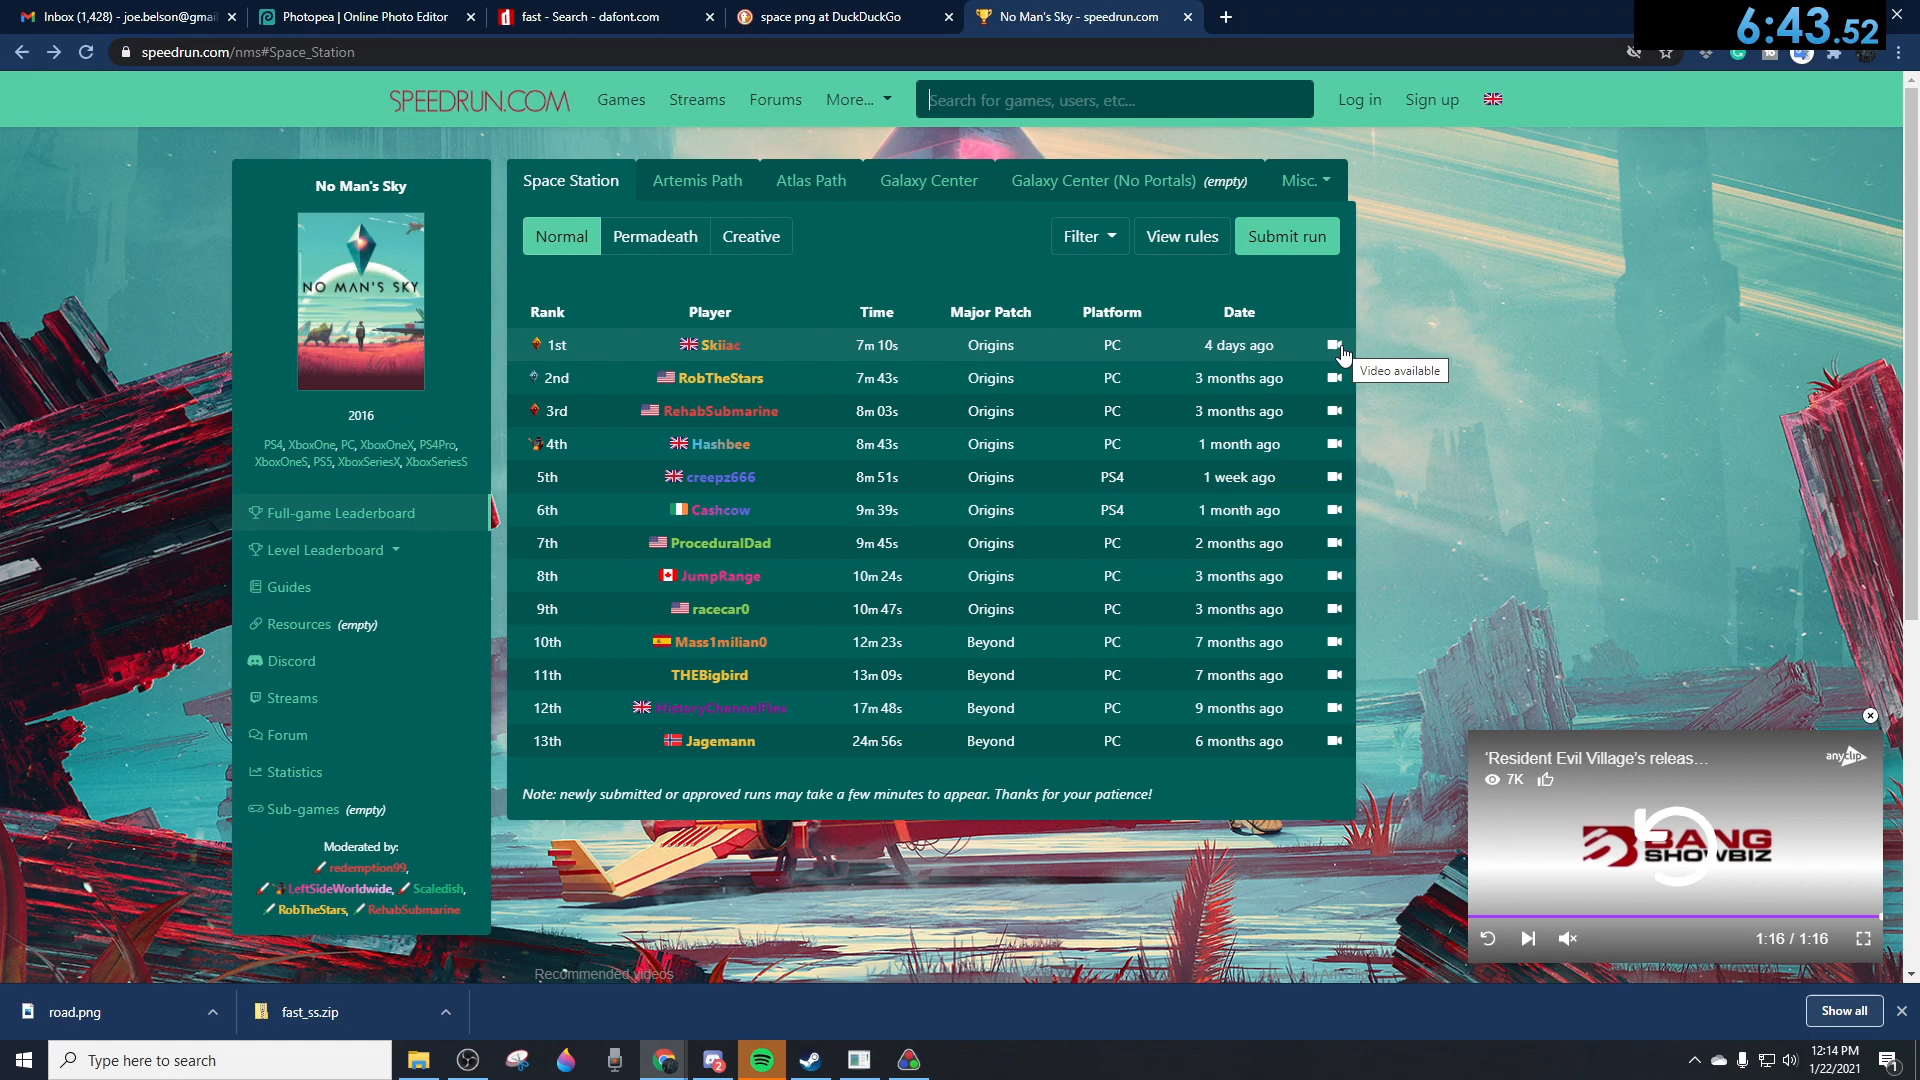 Inbox (1,428) - joe.belson@gmai
Photopea | Online Photo Editor
fast - Search - dafont.com
space png at DuckDuckGo
No Man's Sky - speedrun.com
6:43.52
speedrun.com/nms#Space_Station
SPEEDRUN.COM
Games
Streams
Forums
More...
Search for games, users, etc...
Log in
Sign up
No Man's Sky
NO MAN'S SKY
2016
PS4, XboxOne, PC, XboxOneX, PS4Pro,
XboxOneS, PS5, XboxSeriesX, XboxSeriesS
Full-game Leaderboard
Level Leaderboard
Guides
Resources (empty)
Discord
Streams
Forum
Statistics
Sub-games (empty)
Moderated by:
redemption99,
LeftSideWorldwide, Scaledish,
RobTheStars, RehabSubmarine
Space Station
Artemis Path
Atlas Path
Galaxy Center
Galaxy Center (No Portals) (empty)
Misc.
Normal
Permadeath
Creative
Filter
View rules
Submit run
Rank Player Time Major Patch Platform Date
1st Skiiac 7m 10s Origins PC 4 days ago
Video available
2nd RobTheStars 7m 43s Origins PC 3 months ago
3rd RehabSubmarine 8m 03s Origins PC 3 months ago
4th Hashbee 8m 43s Origins PC 1 month ago
5th creepz666 8m 51s Origins PS4 1 week ago
6th Cashcow 9m 39s Origins PS4 1 month ago
7th ProceduralDad 9m 45s Origins PC 2 months ago
8th JumpRange 10m 24s Origins PC 3 months ago
9th racecar0 10m 47s Origins PC 3 months ago
10th Mass1milian0 12m 23s Beyond PC 7 months ago
11th THEBigbird 13m 09s Beyond PC 7 months ago
12th HistoryChannelFlex 17m 48s Beyond PC 9 months ago
13th Jagemann 24m 56s Beyond PC 6 months ago
Note: newly submitted or approved runs may take a few minutes to appear. Thanks for your patience!
Recommended videos
'Resident Evil Village's releas...
anyclip
7K
BANG
SHOWBIZ
1:16 / 1:16
road.png
fast_ss.zip
Show all
Type here to search
2
12:14 PM
1/22/2021
1